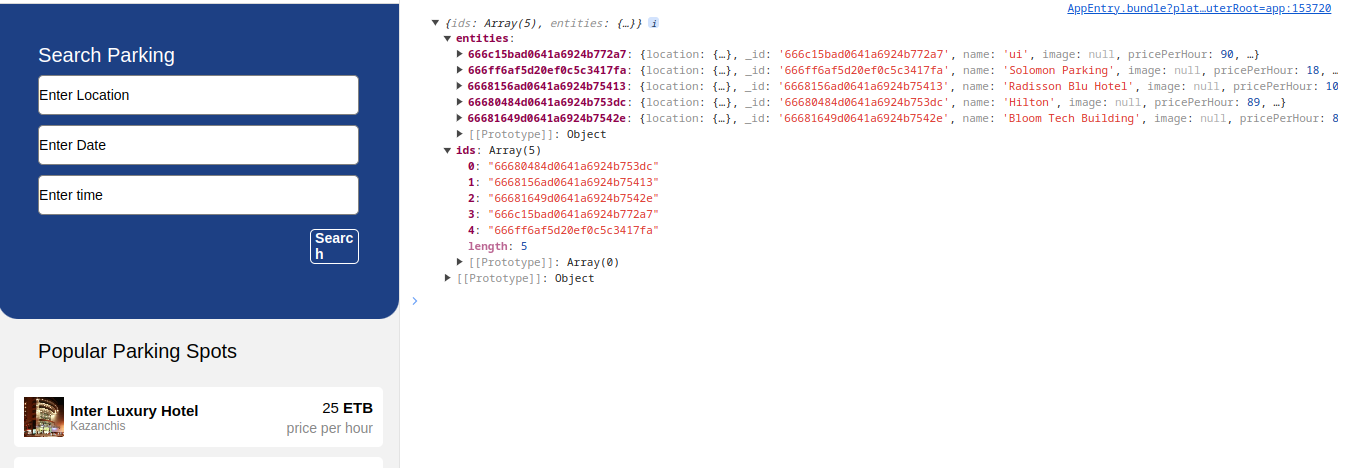 Search Parking
Enter Location
Enter Date
Enter time
Searc
h
Popular Parking Spots
Inter Luxury Hotel
Kazanchis
25 ETB
price per hour
AppEntry.bundle?plat…uterRoot=app:153720
{ids: Array(5), entities: {…}} i
entities:
666c15bad0641a6924b772a7: {location: {…}, _id: '666c15bad0641a6924b772a7', name: 'ui', image: null, pricePerHour: 90, …}
666ff6af5d20ef0c5c3417fa: {location: {…}, _id: '666ff6af5d20ef0c5c3417fa', name: 'Solomon Parking', image: null, pricePerHour: 18, …
6668156ad0641a6924b75413: {location: {…}, _id: '6668156ad0641a6924b75413', name: 'Radisson Blu Hotel', image: null, pricePerHour: 10
66680484d0641a6924b753dc: {location: {…}, _id: '66680484d0641a6924b753dc', name: 'Hilton', image: null, pricePerHour: 89, …}
66681649d0641a6924b7542e: {location: {…}, _id: '66681649d0641a6924b7542e', name: 'Bloom Tech Building', image: null, pricePerHour: 8
[[Prototype]]: Object
ids: Array(5)
0: "66680484d0641a6924b753dc"
1: "6668156ad0641a6924b75413"
2: "66681649d0641a6924b7542e"
3: "666c15bad0641a6924b772a7"
4: "666ff6af5d20ef0c5c3417fa"
length: 5
[[Prototype]]: Array(0)
[[Prototype]]: Object